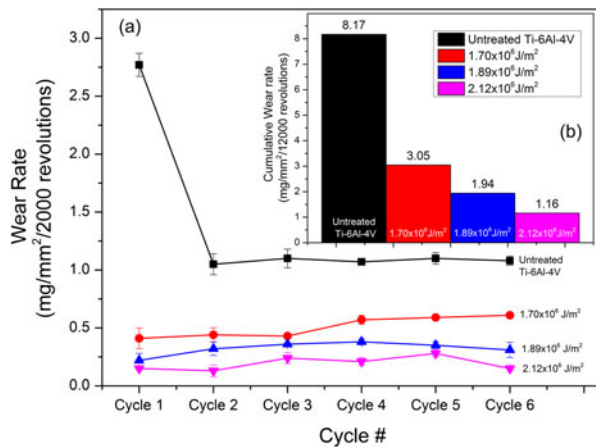 (a)
Wear Rate
(mg/mm²/2000 revolutions)
3.0
2.5
2.0
1.5
1.0
0.5
0.0
Cycle 1
Cycle 2
Cycle 3
Cycle 4
Cycle 5
Cycle 6
Cycle #
Untreated
Ti-6Al-4V
1.70x10⁶ J/m²
1.89x10⁶ J/m²
2.12x10⁶ J/m²
(b)
Cumulative Wear rate
(mg/mm²/12000 revolutions)
8
7
6
5
4
3
2
1
0
8.17
3.05
1.94
1.16
Untreated
Ti-6Al-4V
1.70x10⁶J/m²
1.89x10⁶J/m²
2.12x10⁶J/m²
Untreated Ti-6Al-4V
1.70x10⁶J/m²
1.89x10⁶J/m²
2.12x10⁶J/m²